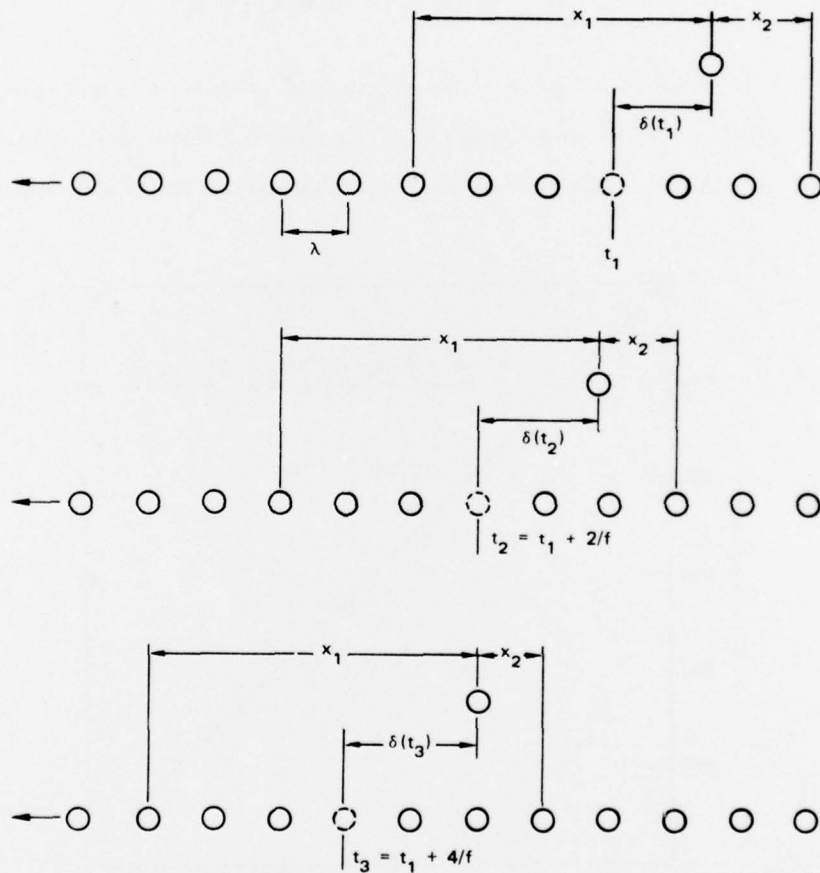 x₁ x₂
δ(t₁)
λ
t₁
x₁ x₂
δ(t₂)
t₂ = t₁ + 2/f
x₁ x₂
δ(t₃)
t₃ = t₁ + 4/f